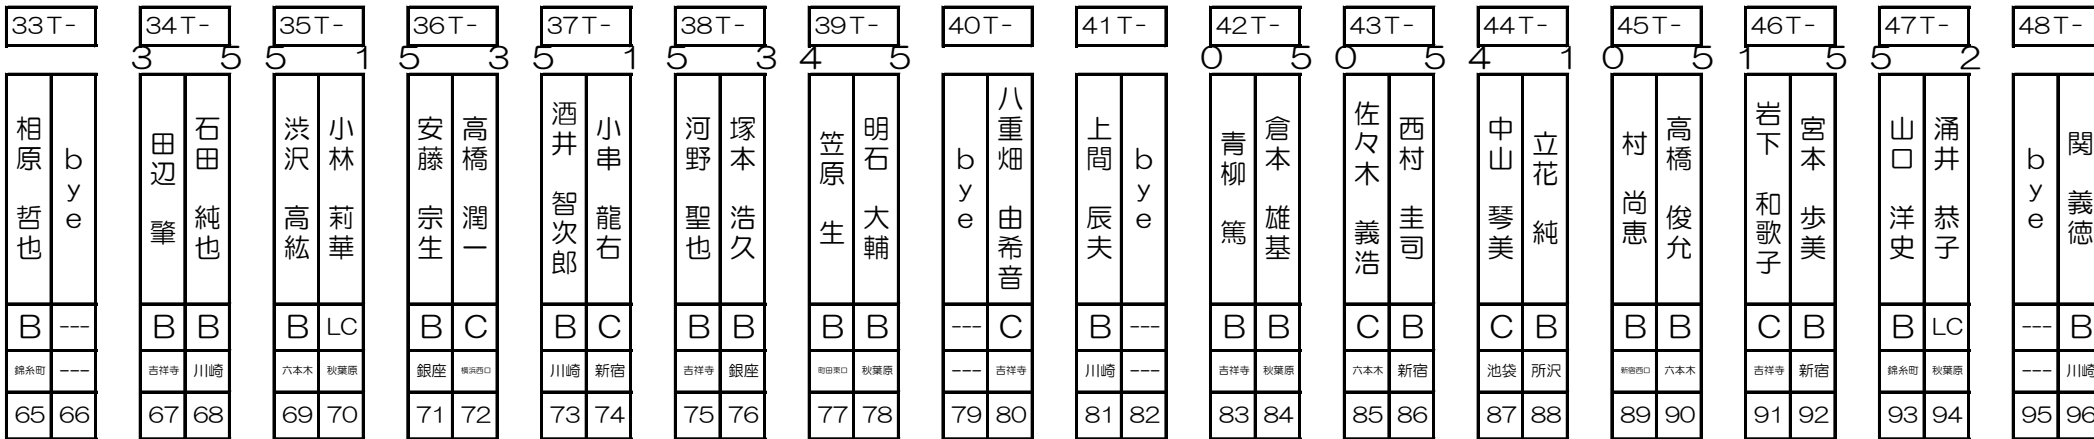 33T- 34T- 35T- 36T- 37T- 38T- 39T- 40T- 41T- 42T- 43T- 44T- 45T- 46T- 47T- 48T-
3 5 5 1 5 3 5 1 5 3 4 5 0 5 0 5 4 1 0 5 1 5 5 2
相原 哲也
bye
田辺 肇
石田 純也
渋沢 高紘
小林 莉華
安藤 宗生
高橋 潤一
酒井 智次郎
小串 龍右
河野 聖也
塚本 浩久
笠原 生
明石 大輔
bye
八重畑 由希音
上間 辰夫
bye
青柳 篤
倉本 雄基
佐々木 義浩
西村 圭司
中山 琴美
立花 純
村 尚恵
高橋 俊允
岩下 和歌子
宮本 歩美
山口 洋史
涌井 恭子
bye
関 義徳
B --- B B B LC B C B C B B B B --- C B --- B B C B C B B B C B B LC --- B
錦糸町 --- 吉祥寺 川崎 六本木 秋葉原 銀座 横浜西口 川崎 新宿 吉祥寺 銀座 町田東口 秋葉原 --- 吉祥寺 川崎 --- 吉祥寺 秋葉原 六本木 新宿 池袋 所沢 新宿西口 六本木 吉祥寺 新宿 錦糸町 秋葉原 --- 川崎
65 66 67 68 69 70 71 72 73 74 75 76 77 78 79 80 81 82 83 84 85 86 87 88 89 90 91 92 93 94 95 96